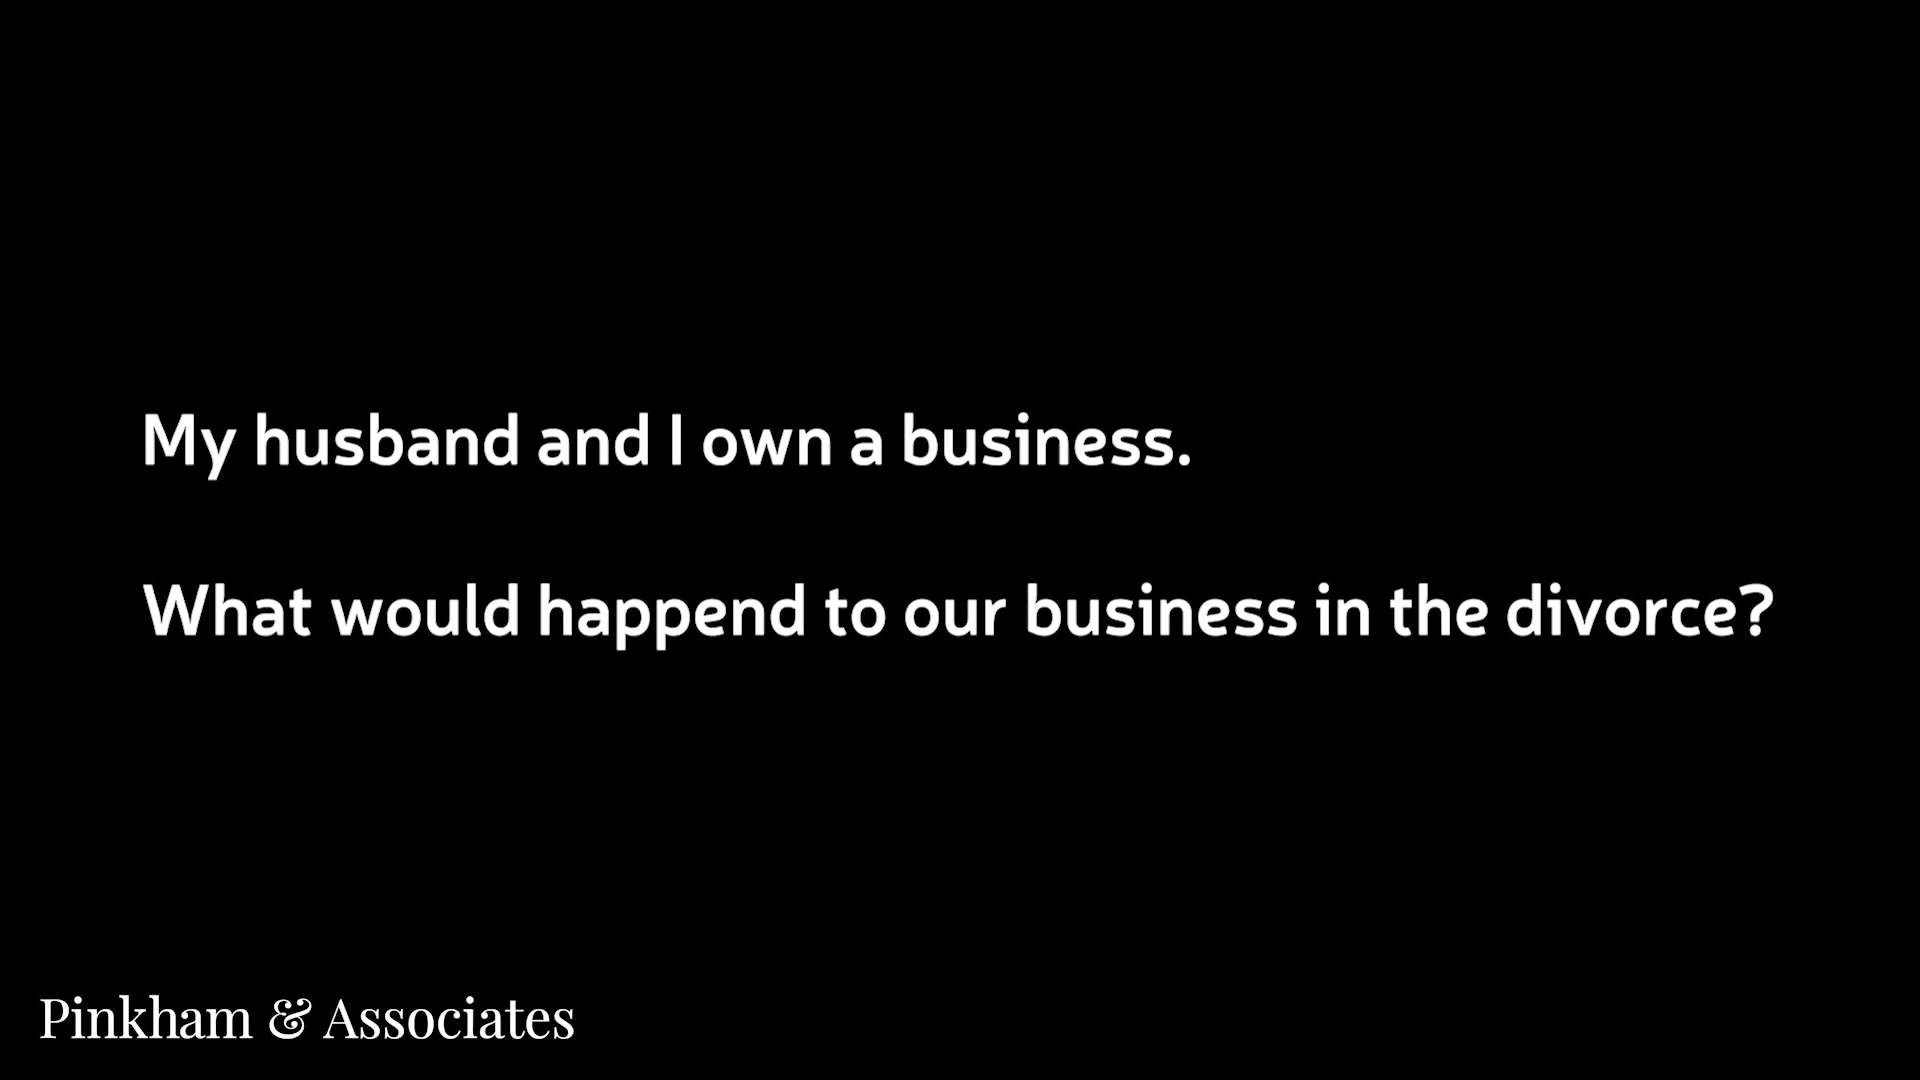 My husband and I own a business.
What would happend to our business in the divorce?
Pinkham & Associates